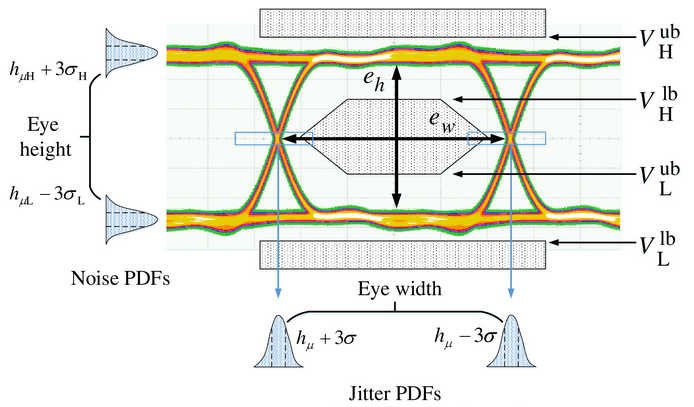 V_H^ub
h_μH + 3σ_H
e_h
V_H^lb
Eye
height
e_w
V_L^ub
h_μL − 3σ_L
V_L^lb
Noise PDFs
Eye width
h_μ + 3σ
h_μ − 3σ
Jitter PDFs